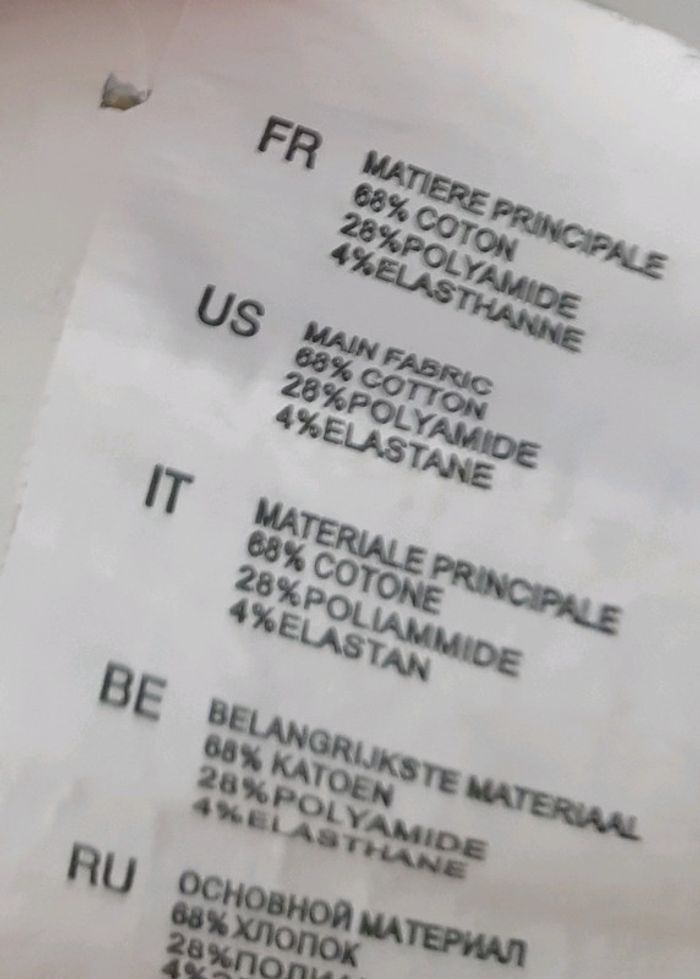 FR MATIERE PRINCIPALE
68% COTON
28%POLYAMIDE
4%ELASTHANNE
US MAIN FABRIC
68% COTTON
28%POLYAMIDE
4%ELASTANE
IT MATERIALE PRINCIPALE
68% COTONE
28%POLIAMMIDE
4%ELASTAN
BE BELANGRIJKSTE MATERIAAL
68% KATOEN
28%POLYAMIDE
4%ELASTHANE
RU ОСНОВНОЙ МАТЕРИАЛ
68% ХЛОПОК